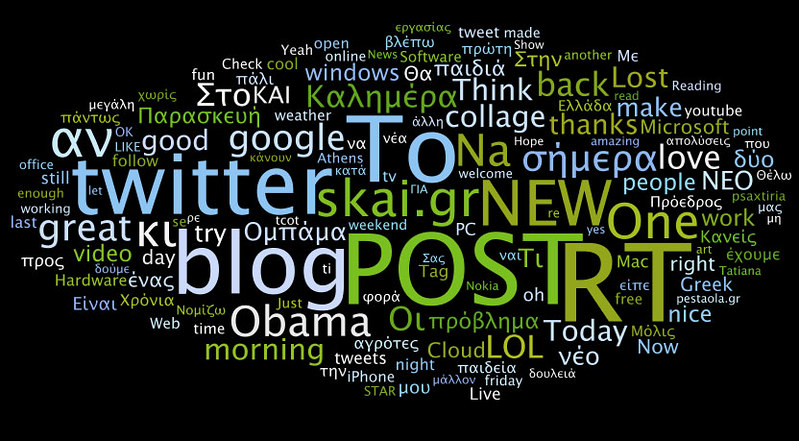 εργασίας
tweet made
Yeah open βλέπω πρώτη Show
online News Software Στην another Με
Check cool
fun πάλι windows Θα παιδιά
χωρίς Think back Lost Reading
μεγάλη Στο ΚΑΙ Καλημέρα Ελλάδα read
πάντως Παρασκευή weather collage make youtube
άλλη thanks Microsoft
OK αν good google να νέα Το Να Hope amazing απολύσεις point που
LIKE κάνουν Athens σήμερα love δύο
office follow κατά tv welcome Θέλω
still twitter ΓΙΑ people ΝΕΟ
enough let skai.gr NEW Πρόεδρος psaxtiria
working se ρε tcot weekend re One work μας
last great κι try Ομπάμα PC yes μη
Κανείς
προς video day blog POST Σας ναι Τι RT Mac art έχουμε
δούμε ti Tag right Tatiana
Hardware ένας Nokia είπε Greek
Είναι Χρόνια Just φορά oh free pestaola.gr
Νομίζω nice
Web time Obama Οι πρόβλημα Today Μόλις
morning αγρότες Cloud LOL νέο Now
tweets night παιδεία
την iPhone friday δουλειά
STAR μου μάλλον Live